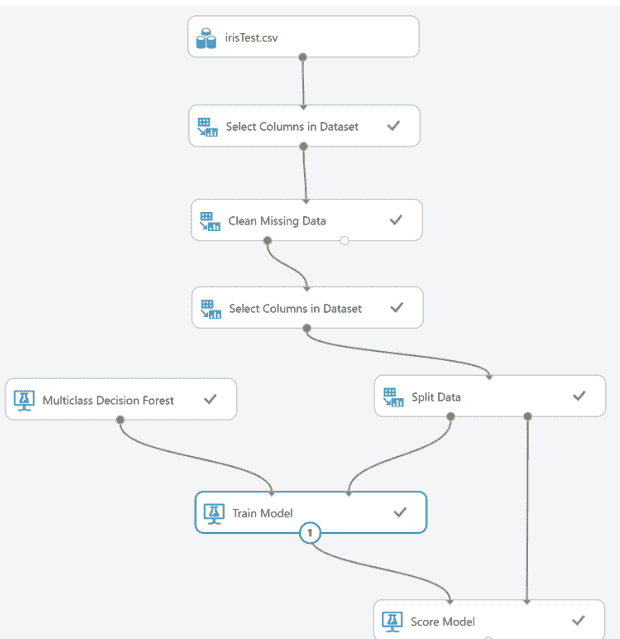 irisTest.csv
Select Columns in Dataset
Clean Missing Data
Select Columns in Dataset
Multiclass Decision Forest
Split Data
Train Model
1
Score Model